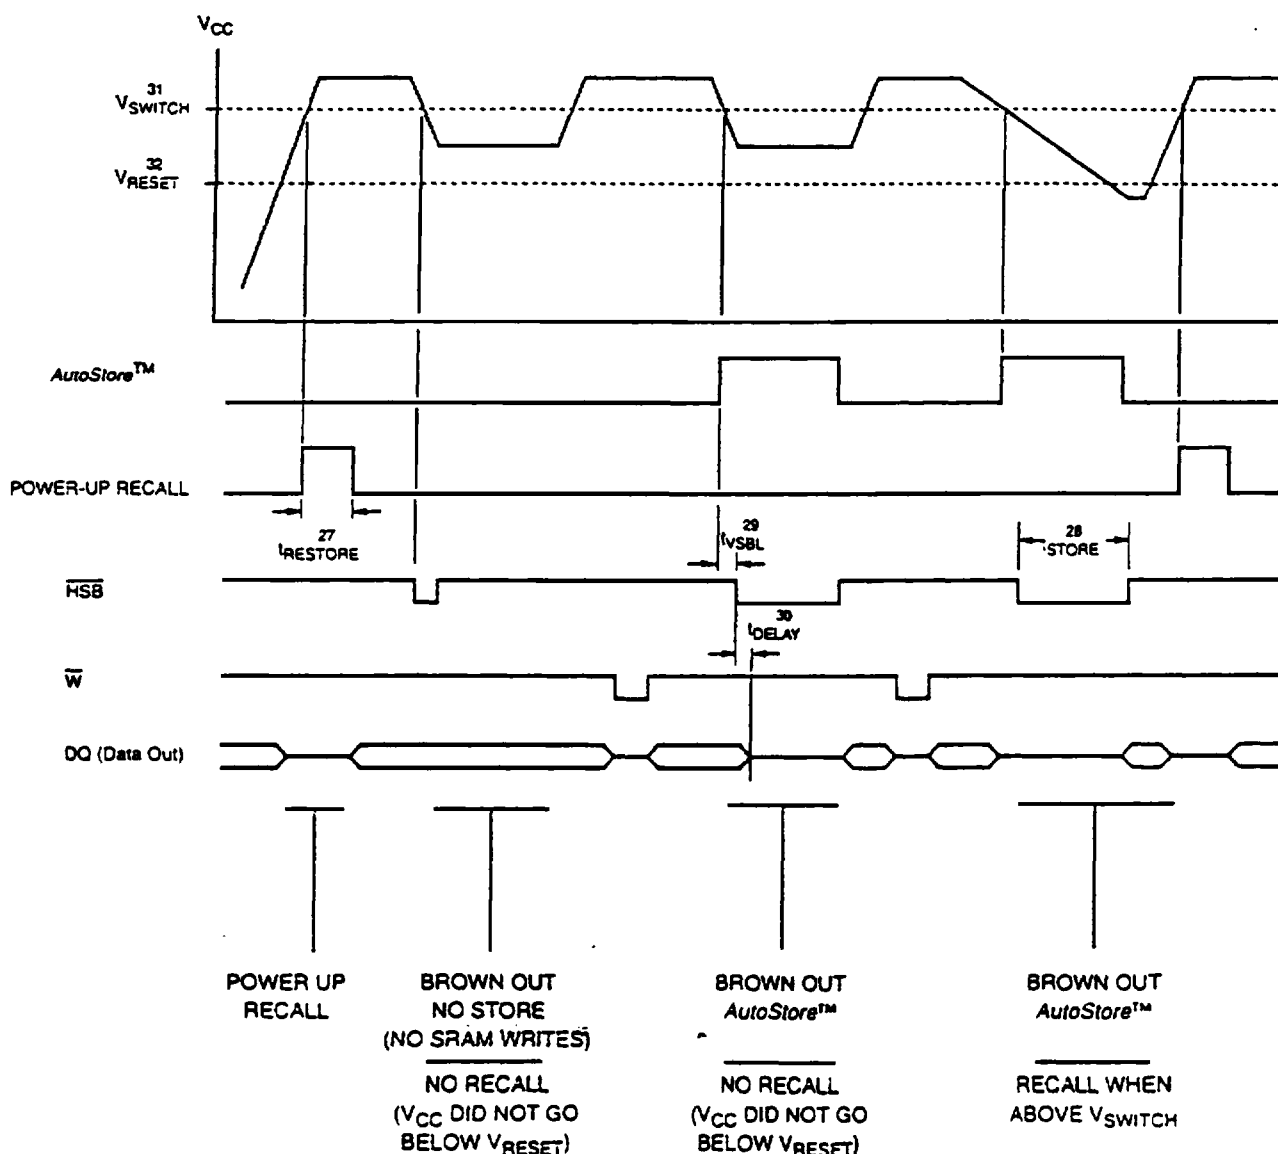 VCC
31
VSWITCH
32
VRESET
AutoStore™
POWER-UP RECALL
27
tRESTORE
29
tVSBL
28
tSTORE
HSB
30
tDELAY
W
DQ (Data Out)
POWER UP
RECALL
BROWN OUT
NO STORE
(NO SRAM WRITES)
NO RECALL
(VCC DID NOT GO
BELOW VRESET)
BROWN OUT
AutoStore™
NO RECALL
(VCC DID NOT GO
BELOW VRESET)
BROWN OUT
AutoStore™
RECALL WHEN
ABOVE VSWITCH